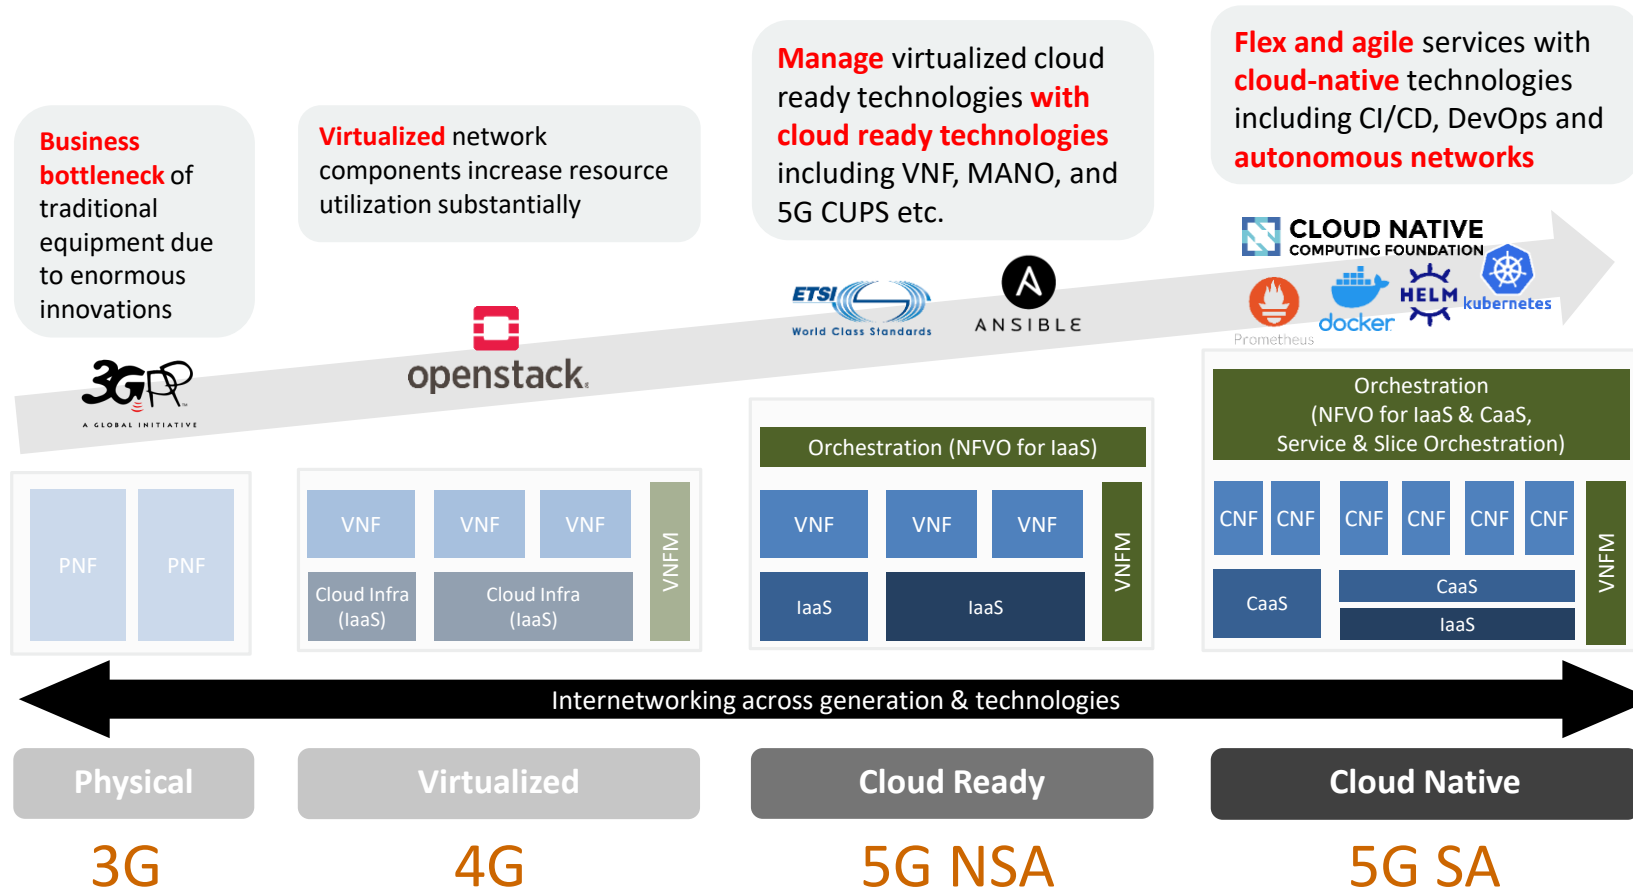 Business
bottleneck of
traditional
equipment due
to enormous
innovations
Virtualized network
components increase resource
utilization substantially
Manage virtualized cloud
ready technologies with
cloud ready technologies
including VNF, MANO, and
5G CUPS etc.
Flex and agile services with
cloud-native technologies
including CI/CD, DevOps and
autonomous networks
3GPP
TM
A GLOBAL INITIATIVE
openstack.
ETSI
World Class Standards
A
ANSIBLE
CLOUD NATIVE
COMPUTING FOUNDATION
Prometheus
docker
HELM
kubernetes
PNF
PNF
VNF
VNF
VNF
Cloud Infra
(IaaS)
Cloud Infra
(IaaS)
VNFM
Orchestration (NFVO for IaaS)
VNF
VNF
VNF
IaaS
IaaS
VNFM
Orchestration
(NFVO for IaaS & CaaS,
Service & Slice Orchestration)
CNF
CNF
CNF
CNF
CNF
CNF
CaaS
CaaS
IaaS
VNFM
Internetworking across generation & technologies
Physical
Virtualized
Cloud Ready
Cloud Native
3G
4G
5G NSA
5G SA